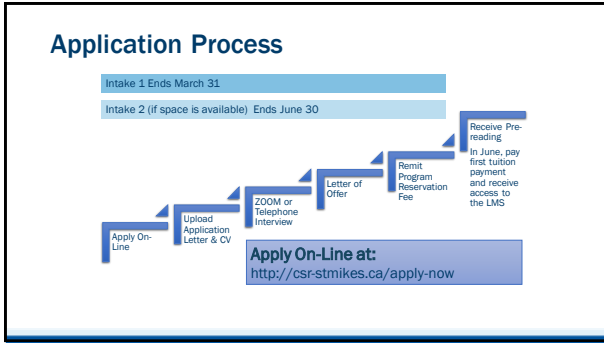 Application Process
Intake 1 Ends March 31
Intake 2 (if space is available) Ends June 30
Apply On-
Line
Upload
Application
Letter & CV
ZOOM or
Telephone
Interview
Letter of
Offer
Remit
Program
Reservation
Fee
Receive Pre-
reading
In June, pay
first tuition
payment
and receive
access to
the LMS
Apply On-Line at:
http://csr-stmikes.ca/apply-now